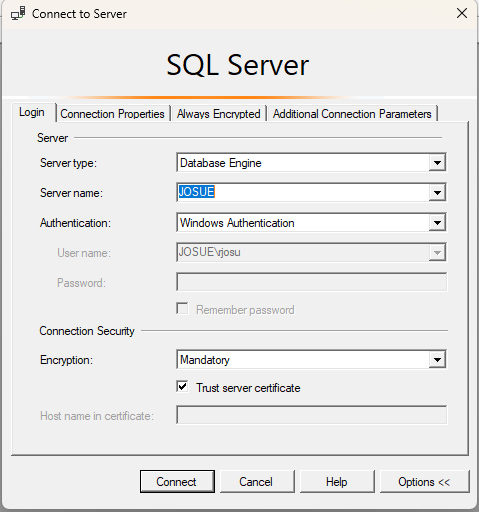 Connect to Server
SQL Server
Login Connection Properties Always Encrypted Additional Connection Parameters
Server
Server type: Database Engine
Server name: JOSUE
Authentication: Windows Authentication
User name: JOSUE\rjosu
Password:
Remember password
Connection Security
Encryption: Mandatory
Trust server certificate
Host name in certificate:
Connect Cancel Help Options <<